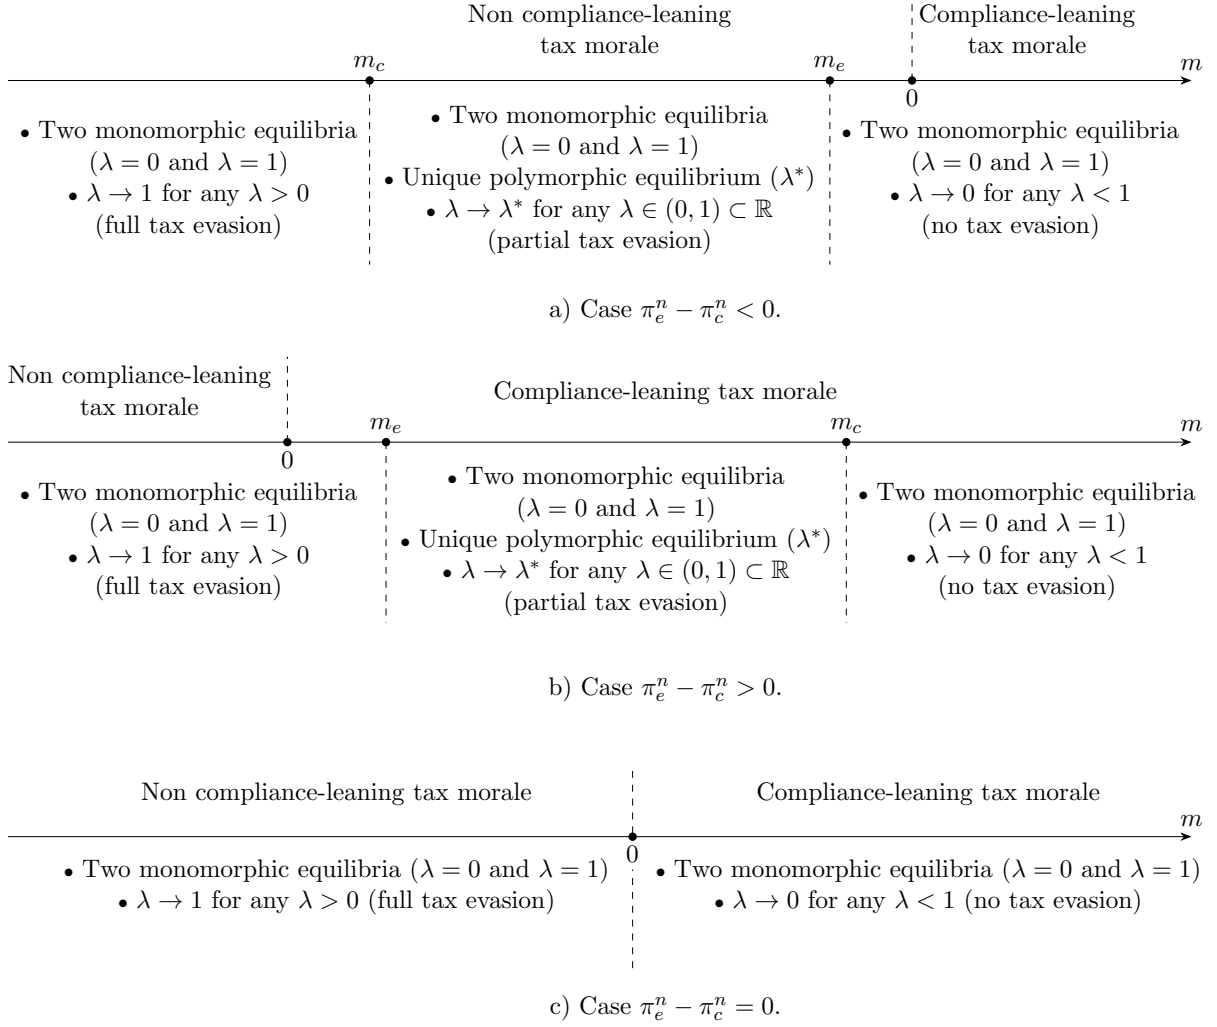 Non compliance-leaning
tax morale
Compliance-leaning
tax morale
m_c
m_e
m
0
• Two monomorphic equilibria
(λ = 0 and λ = 1)
• λ → 1 for any λ > 0
(full tax evasion)
• Two monomorphic equilibria
(λ = 0 and λ = 1)
• Unique polymorphic equilibrium (λ*)
• λ → λ* for any λ ∈ (0, 1) ⊂ ℝ
(partial tax evasion)
• Two monomorphic equilibria
(λ = 0 and λ = 1)
• λ → 0 for any λ < 1
(no tax evasion)
a) Case π_e^n − π_c^n < 0.
Non compliance-leaning
tax morale
Compliance-leaning tax morale
m_e
m_c
m
0
• Two monomorphic equilibria
(λ = 0 and λ = 1)
• λ → 1 for any λ > 0
(full tax evasion)
• Two monomorphic equilibria
(λ = 0 and λ = 1)
• Unique polymorphic equilibrium (λ*)
• λ → λ* for any λ ∈ (0, 1) ⊂ ℝ
(partial tax evasion)
• Two monomorphic equilibria
(λ = 0 and λ = 1)
• λ → 0 for any λ < 1
(no tax evasion)
b) Case π_e^n − π_c^n > 0.
Non compliance-leaning tax morale
Compliance-leaning tax morale
m
0
• Two monomorphic equilibria (λ = 0 and λ = 1)
• λ → 1 for any λ > 0 (full tax evasion)
• Two monomorphic equilibria (λ = 0 and λ = 1)
• λ → 0 for any λ < 1 (no tax evasion)
c) Case π_e^n − π_c^n = 0.